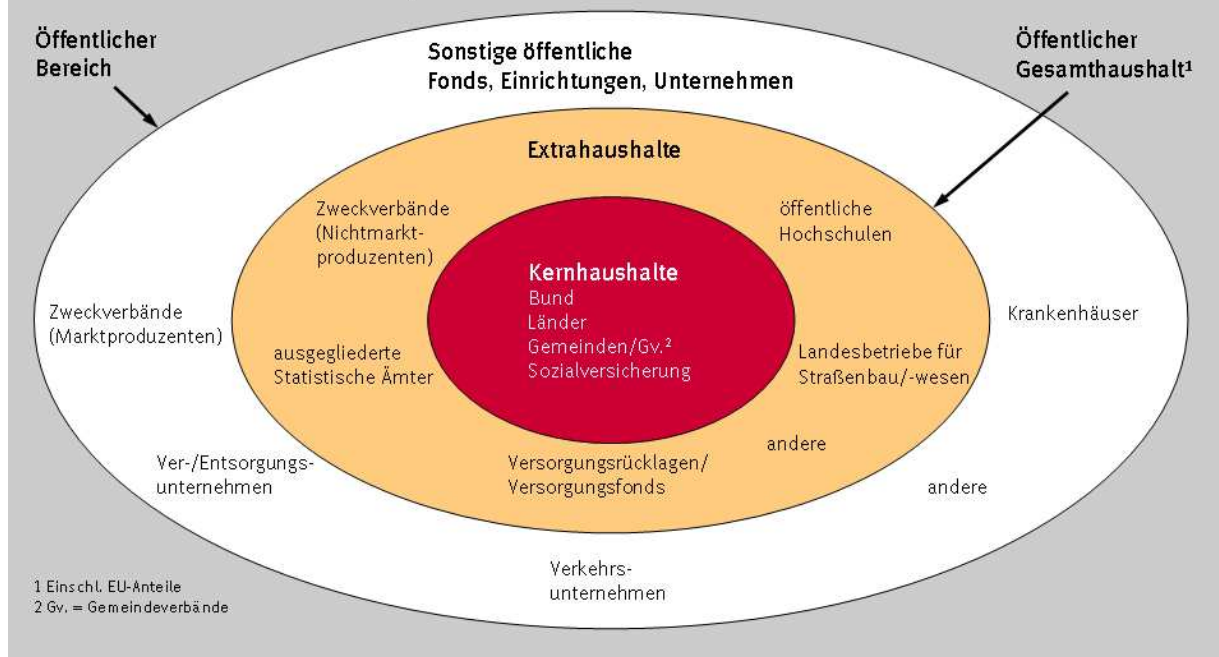 Öffentlicher
Bereich
Sonstige öffentliche
Fonds, Einrichtungen, Unternehmen
Öffentlicher
Gesamthaushalt¹
Extrahaushalte
Zweckverbände
(Nichtmarkt-
produzenten)
öffentliche
Hochschulen
Kernhaushalte
Bund
Länder
Gemeinden/Gv.²
Sozialversicherung
Zweckverbände
(Marktproduzenten)
Krankenhäuser
ausgegliederte
Statistische Ämter
Landesbetriebe für
Straßenbau/-wesen
andere
Ver-/Entsorgungs-
unternehmen
Versorgungsrücklagen/
Versorgungsfonds
andere
Verkehrs-
unternehmen
1 Einschl. EU-Anteile
2 Gv. = Gemeindeverbände